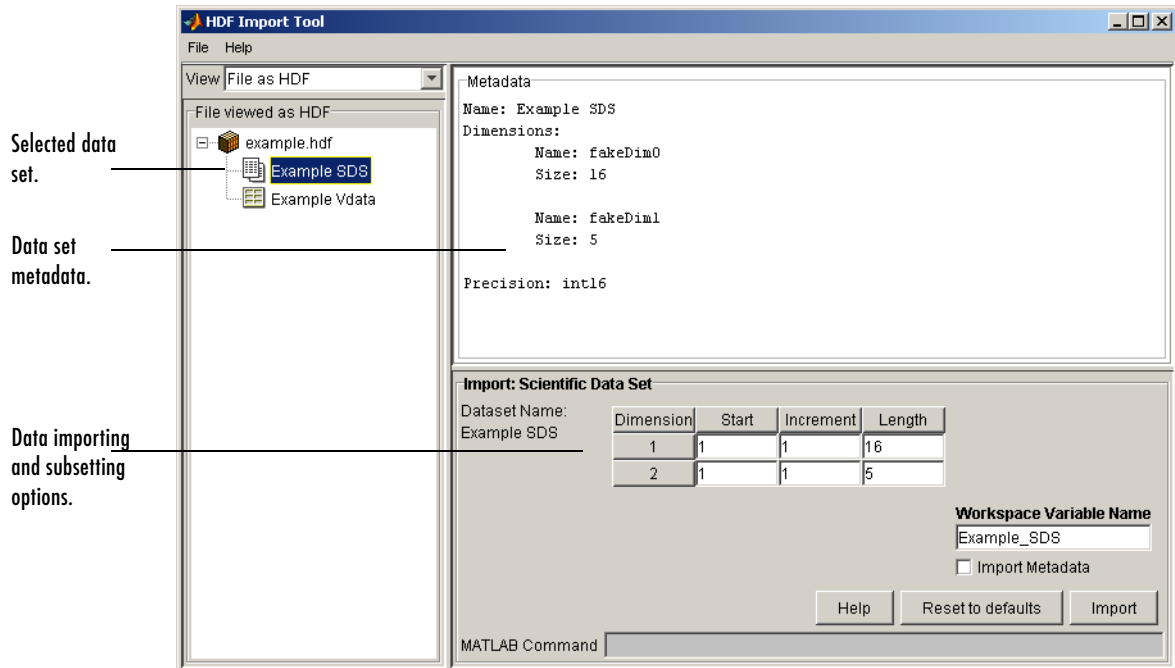 HDF Import Tool
File Help
View File as HDF
File viewed as HDF
example.hdf
Example SDS
Example Vdata
Selected data
set.
Data set
metadata.
Data importing
and subsetting
options.
Metadata
Name: Example SDS
Dimensions:
Name: fakeDim0
Size: 16
Name: fakeDim1
Size: 5
Precision: int16
Import: Scientific Data Set
Dataset Name:
Example SDS
Dimension Start Increment Length
1 1 1 16
2 1 1 5
Workspace Variable Name
Example_SDS
Import Metadata
Help Reset to defaults Import
MATLAB Command